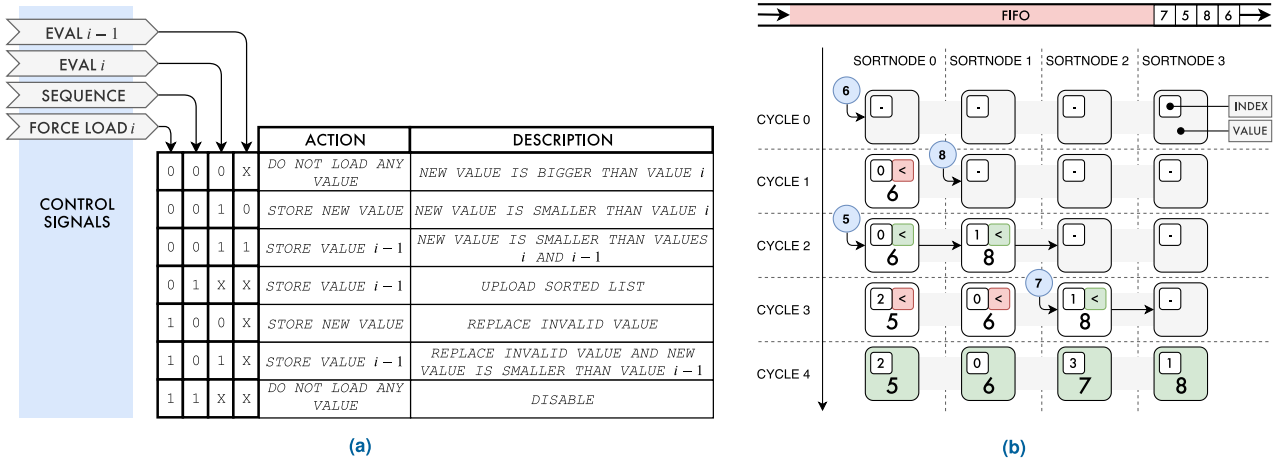 EVAL i − 1
EVAL i
SEQUENCE
FORCE LOAD i
CONTROL
SIGNALS
ACTION DESCRIPTION
0 0 0 X DO NOT LOAD ANY
VALUE NEW VALUE IS BIGGER THAN VALUE i
0 0 1 0 STORE NEW VALUE NEW VALUE IS SMALLER THAN VALUE i
0 0 1 1 STORE VALUE i − 1 NEW VALUE IS SMALLER THAN VALUES
i AND i − 1
0 1 X X STORE VALUE i − 1 UPLOAD SORTED LIST
1 0 0 X STORE NEW VALUE REPLACE INVALID VALUE
1 0 1 X STORE VALUE i − 1 REPLACE INVALID VALUE AND NEW
VALUE IS SMALLER THAN VALUE i − 1
1 1 X X DO NOT LOAD ANY
VALUE DISABLE
(a)
FIFO 7 5 8 6
SORTNODE 0 SORTNODE 1 SORTNODE 2 SORTNODE 3
6
CYCLE 0 - - - -
INDEX
VALUE
8
CYCLE 1 0 < - - -
6
5
CYCLE 2 0 < 1 < - -
6 8
7
CYCLE 3 2 < 0 < 1 < -
5 6 8
CYCLE 4 2 0 3 1
5 6 7 8
(b)